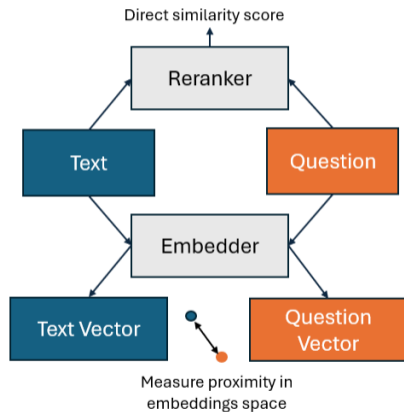 Direct similarity score
Reranker
Text
Question
Embedder
Text Vector
Question
Vector
Measure proximity in
embeddings space